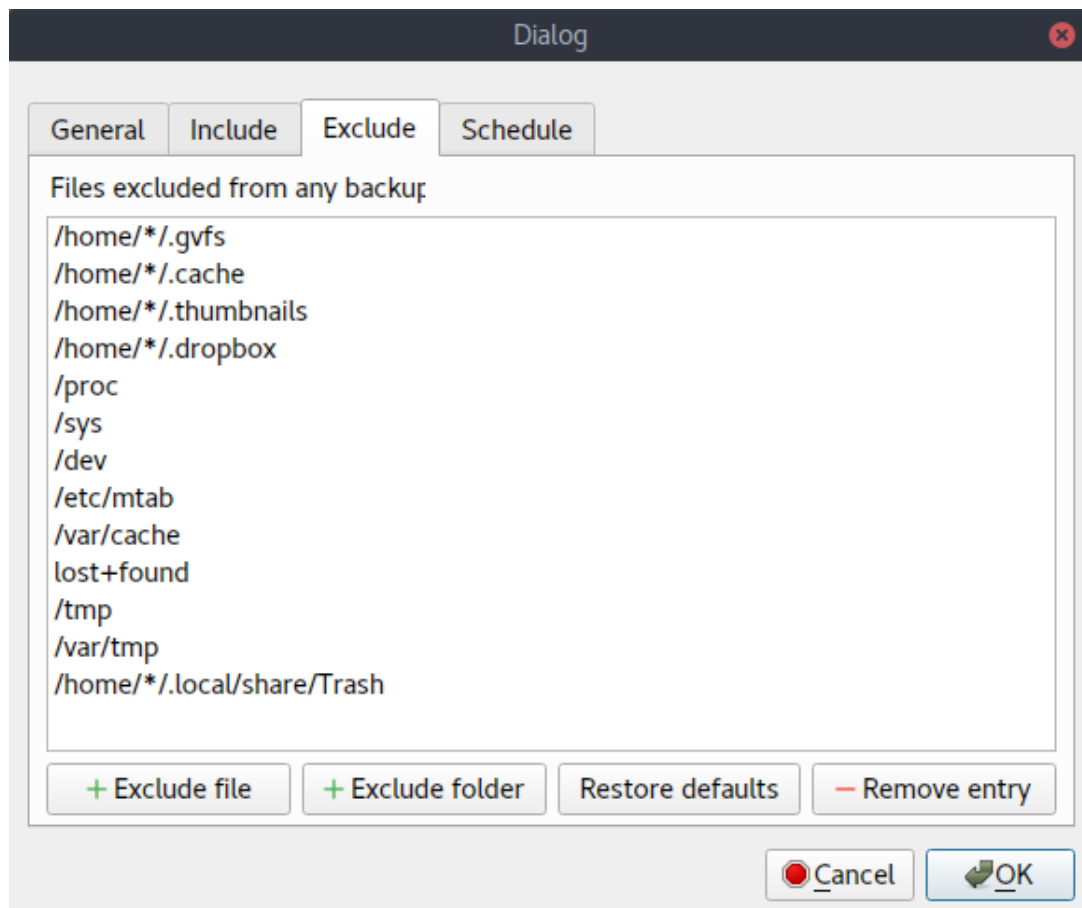 Dialog
General Include Exclude Schedule
Files excluded from any backup
/home/*/.gvfs
/home/*/.cache
/home/*/.thumbnails
/home/*/.dropbox
/proc
/sys
/dev
/etc/mtab
/var/cache
lost+found
/tmp
/var/tmp
/home/*/.local/share/Trash
+ Exclude file + Exclude folder Restore defaults − Remove entry
Cancel OK